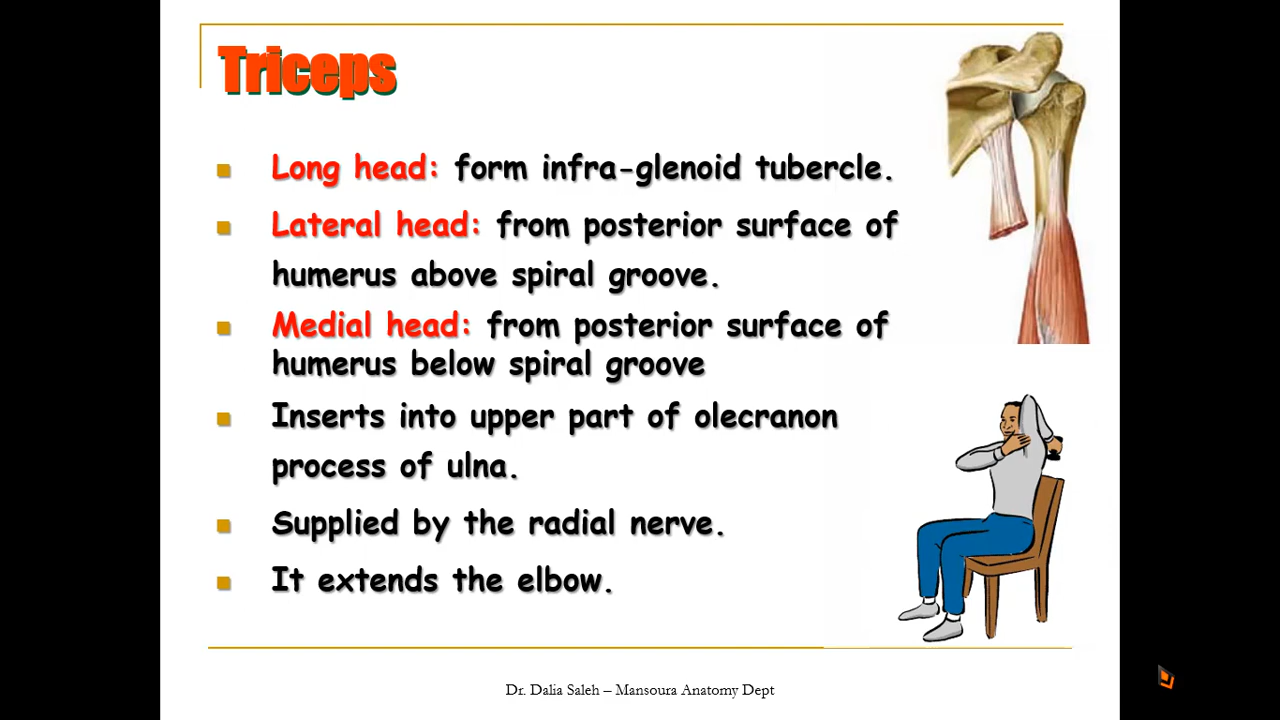 Triceps
Long head: form infra-glenoid tubercle.
Lateral head: from posterior surface of
humerus above spiral groove.
Medial head: from posterior surface of
humerus below spiral groove
Inserts into upper part of olecranon
process of ulna.
Supplied by the radial nerve.
It extends the elbow.
Dr. Dalia Saleh – Mansoura Anatomy Dept